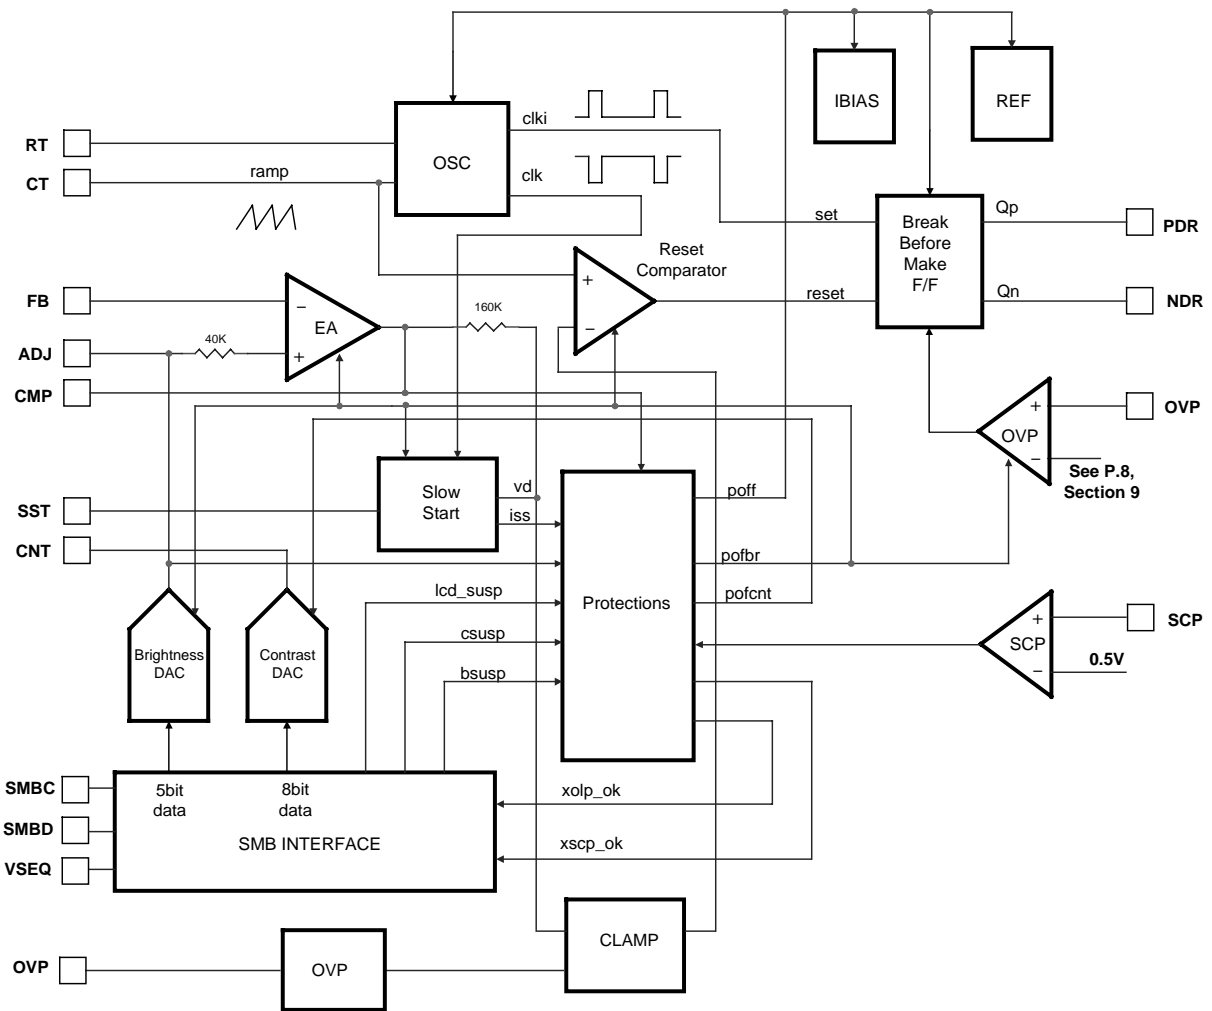 IBIAS
REF
RT
CT
ramp
OSC
clki
clk
set
Break
Before
Make
F/F
Qp
PDR
Reset
Comparator
+
−
reset
Qn
NDR
FB
−
EA
+
160K
ADJ
40K
CMP
+
OVP
−
OVP
See P.8,
Section 9
SST
CNT
Slow
Start
vd
iss
poff
pofbr
pofcnt
Protections
lcd_susp
csusp
bsusp
+
SCP
−
SCP
0.5V
Brightness
DAC
Contrast
DAC
SMBC
SMBD
VSEQ
5bit
data
8bit
data
SMB INTERFACE
xolp_ok
xscp_ok
OVP
OVP
CLAMP